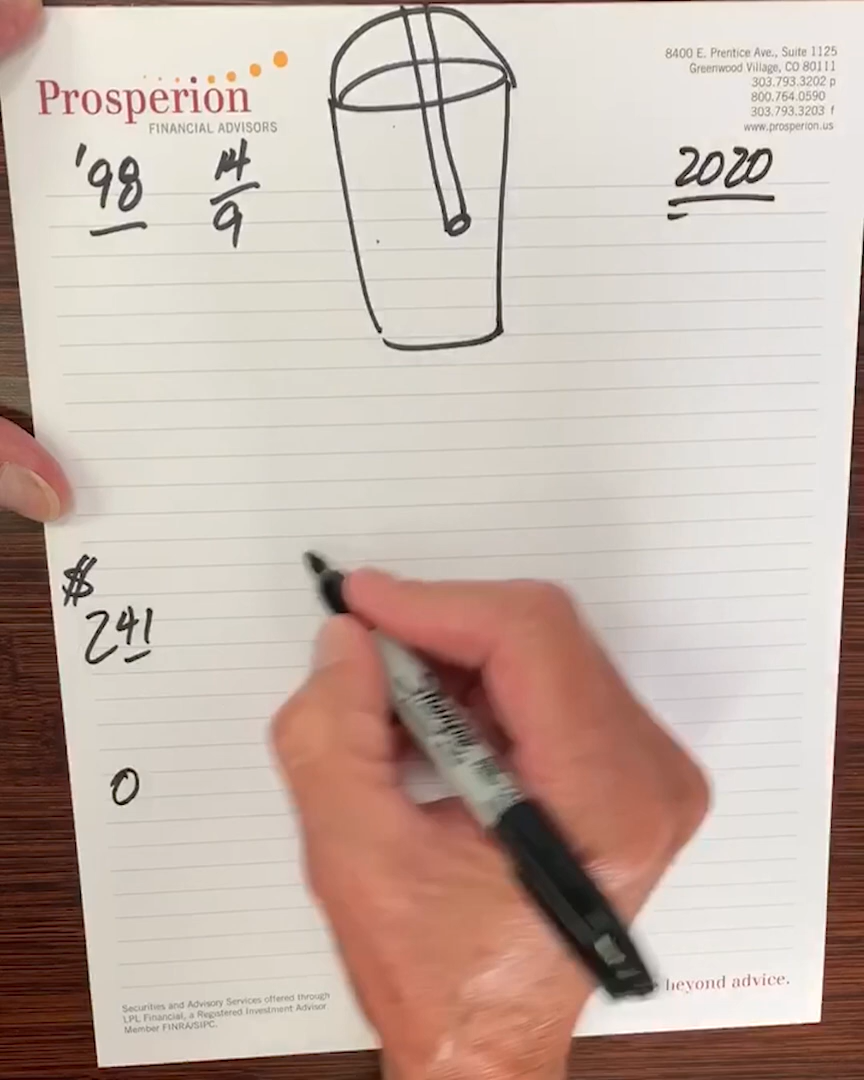 Prosperion
FINANCIAL ADVISORS
8400 E. Prentice Ave., Suite 1125
Greenwood Village, CO 80111
303.793.3202 p
800.764.0590
303.793.3203 f
www.prosperion.us
'98
14
9
2020
$
241
0
beyond advice.
Securities and Advisory Services offered through
LPL Financial, a Registered Investment Advisor
Member FINRA/SIPC.